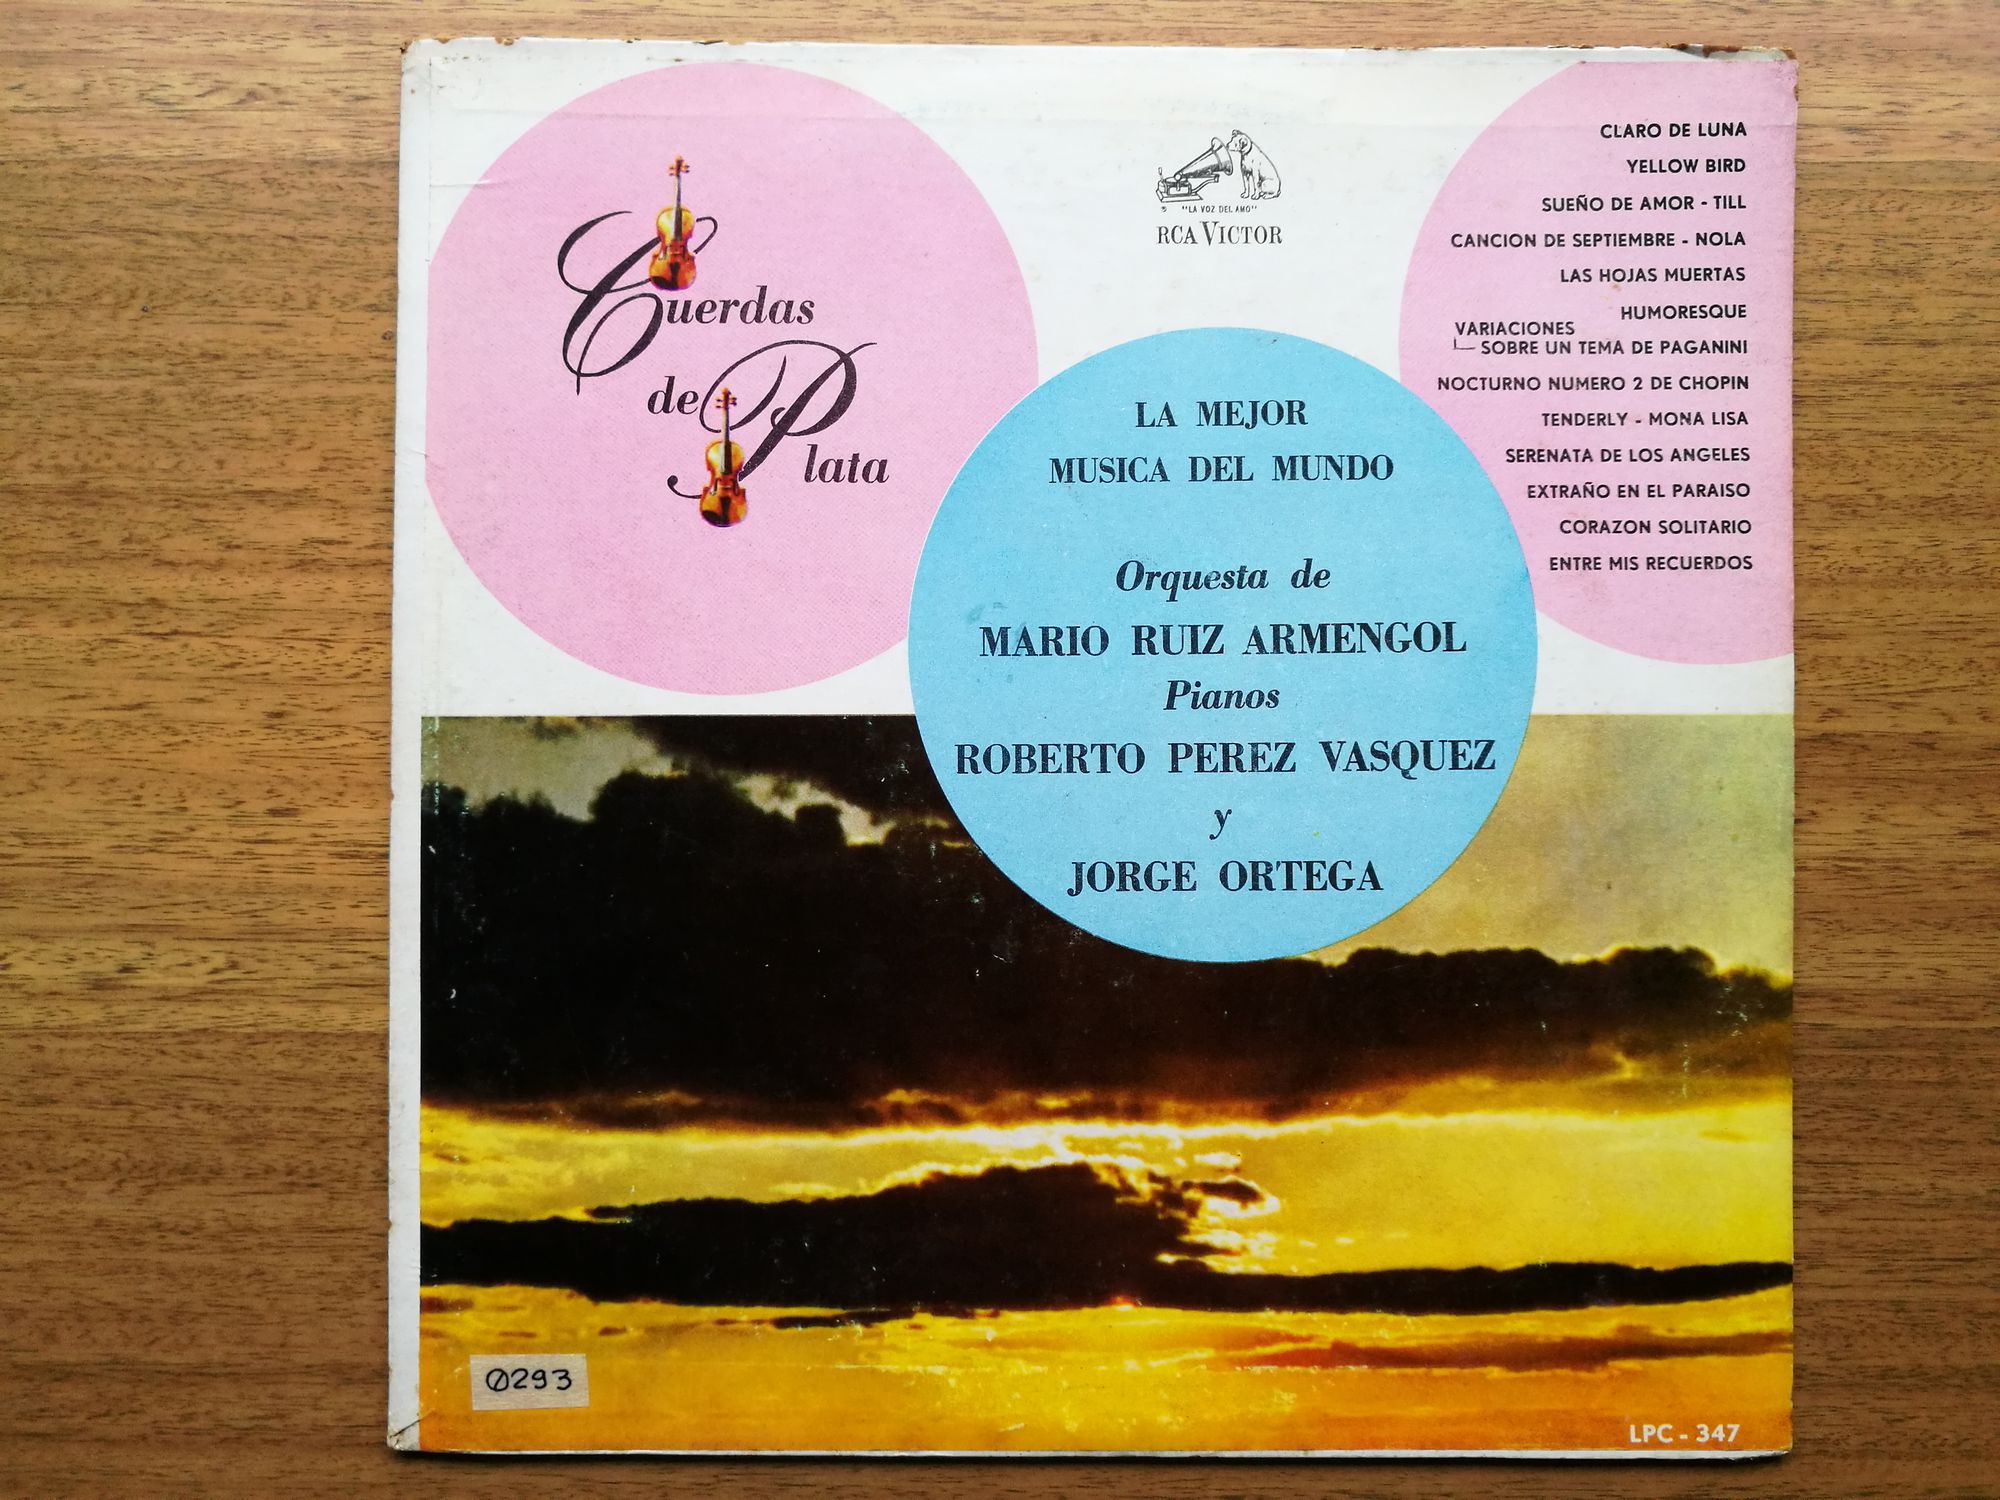 Cuerdas
de Plata
"LA VOZ DEL AMO"
RCA VICTOR
LA MEJOR
MUSICA DEL MUNDO
Orquesta de
MARIO RUIZ ARMENGOL
Pianos
ROBERTO PEREZ VASQUEZ
y
JORGE ORTEGA
CLARO DE LUNA
YELLOW BIRD
SUEÑO DE AMOR - TILL
CANCION DE SEPTIEMBRE - NOLA
LAS HOJAS MUERTAS
HUMORESQUE
VARIACIONES
SOBRE UN TEMA DE PAGANINI
NOCTURNO NUMERO 2 DE CHOPIN
TENDERLY - MONA LISA
SERENATA DE LOS ANGELES
EXTRAÑO EN EL PARAISO
CORAZON SOLITARIO
ENTRE MIS RECUERDOS
0293
LPC - 347